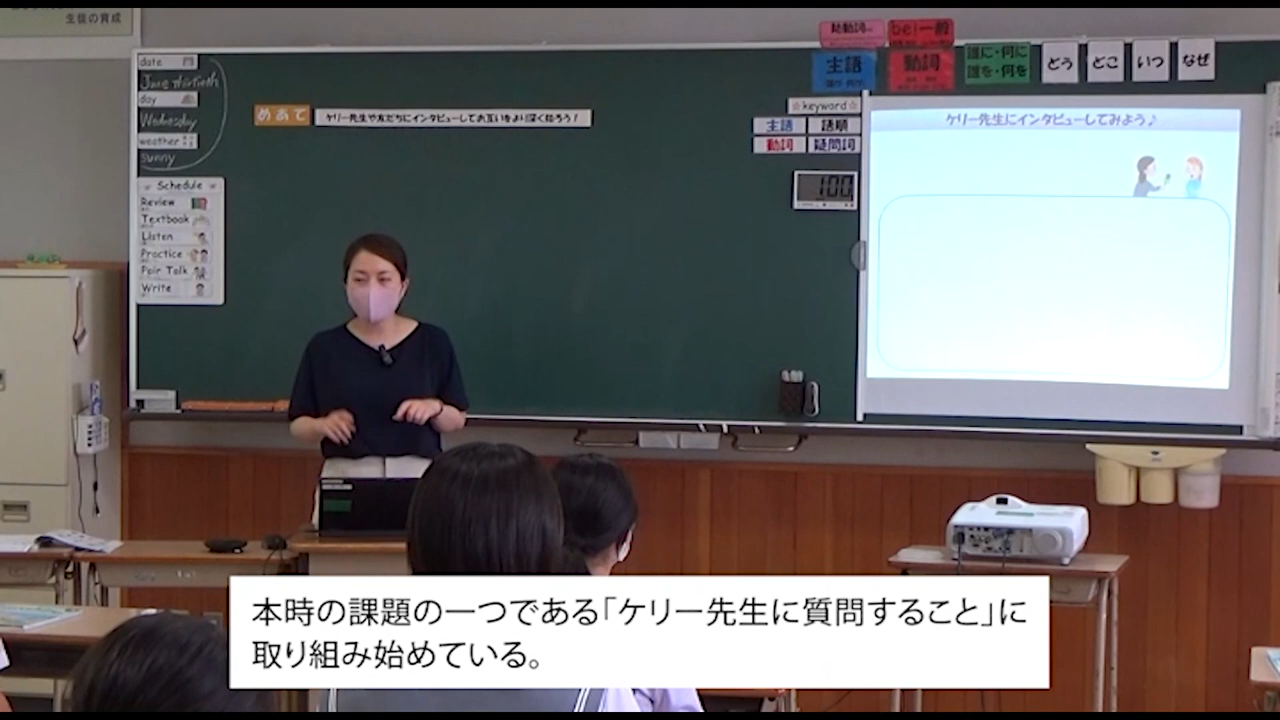 生徒の育成
date
June thirtieth
day
Wednesday
weather
sunny
Schedule
Review
Textbook
Listen
Practice
Pair Talk
Write
めあて
ケリー先生や友だちにインタビューしてお互いをより深く知ろう！
助動詞
be/一般
主語
動詞
誰に・何に
誰を・何を
どう
どこ
いつ
なぜ
☆keyword☆
主語
語順
動詞
疑問詞
100
ケリー先生にインタビューしてみよう♪
本時の課題の一つである「ケリー先生に質問すること」に
取り組み始めている。